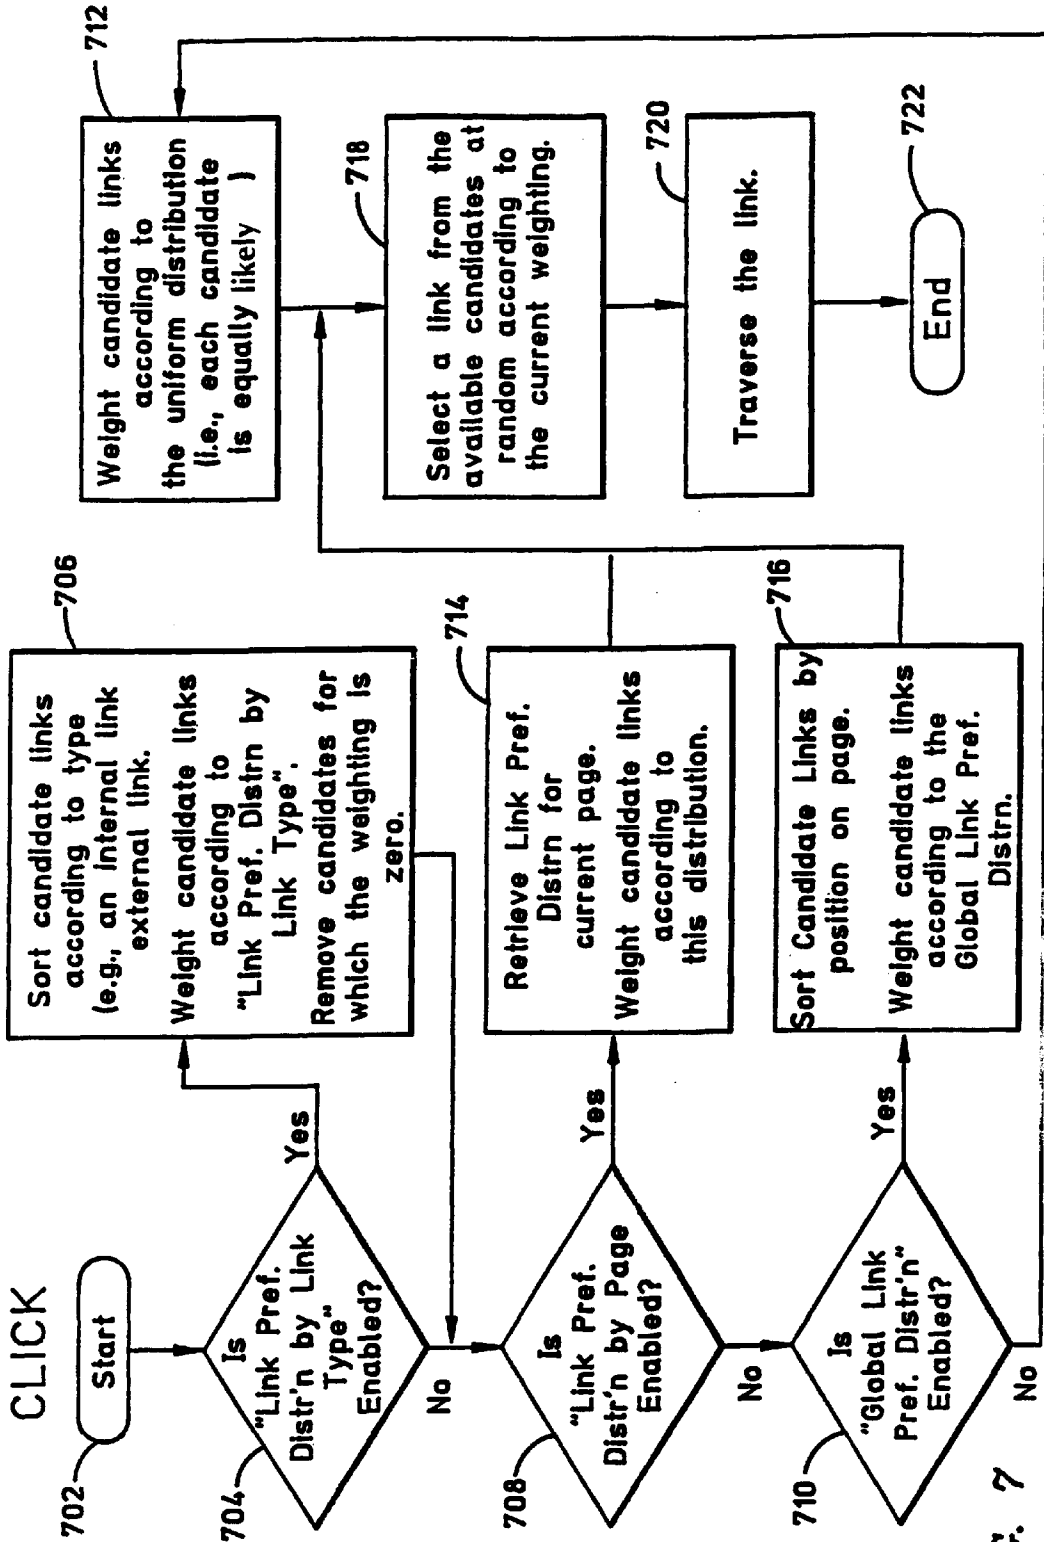 CLICK
702
Start
704
Is
"Link Pref.
Distr'n by Link
Type"
Enabled?
Yes
No
706
Sort candidate links
according to type
(e.g., an internal link
external link.
Weight candidate links
according to
"Link Pref. Distrn by
Link Type".
Remove candidates for
which the weighting is
zero.
708
Is
"Link Pref.
Distr'n by Page
Enabled?
Yes
No
714
Retrieve Link Pref.
Distrn for
current page.
Weight candidate links
according to
this distribution.
710
Is
"Global Link
Pref. Distr'n"
Enabled?
Yes
No
716
Sort Candidate Links by
position on page.
Weight candidate links
according to the
Global Link Pref.
Distrn.
712
Weight candidate links
according to
the uniform distribution
(i.e., each candidate
is equally likely )
718
Select a link from the
available candidates at
random according to
the current weighting.
720
Traverse the link.
722
End
7